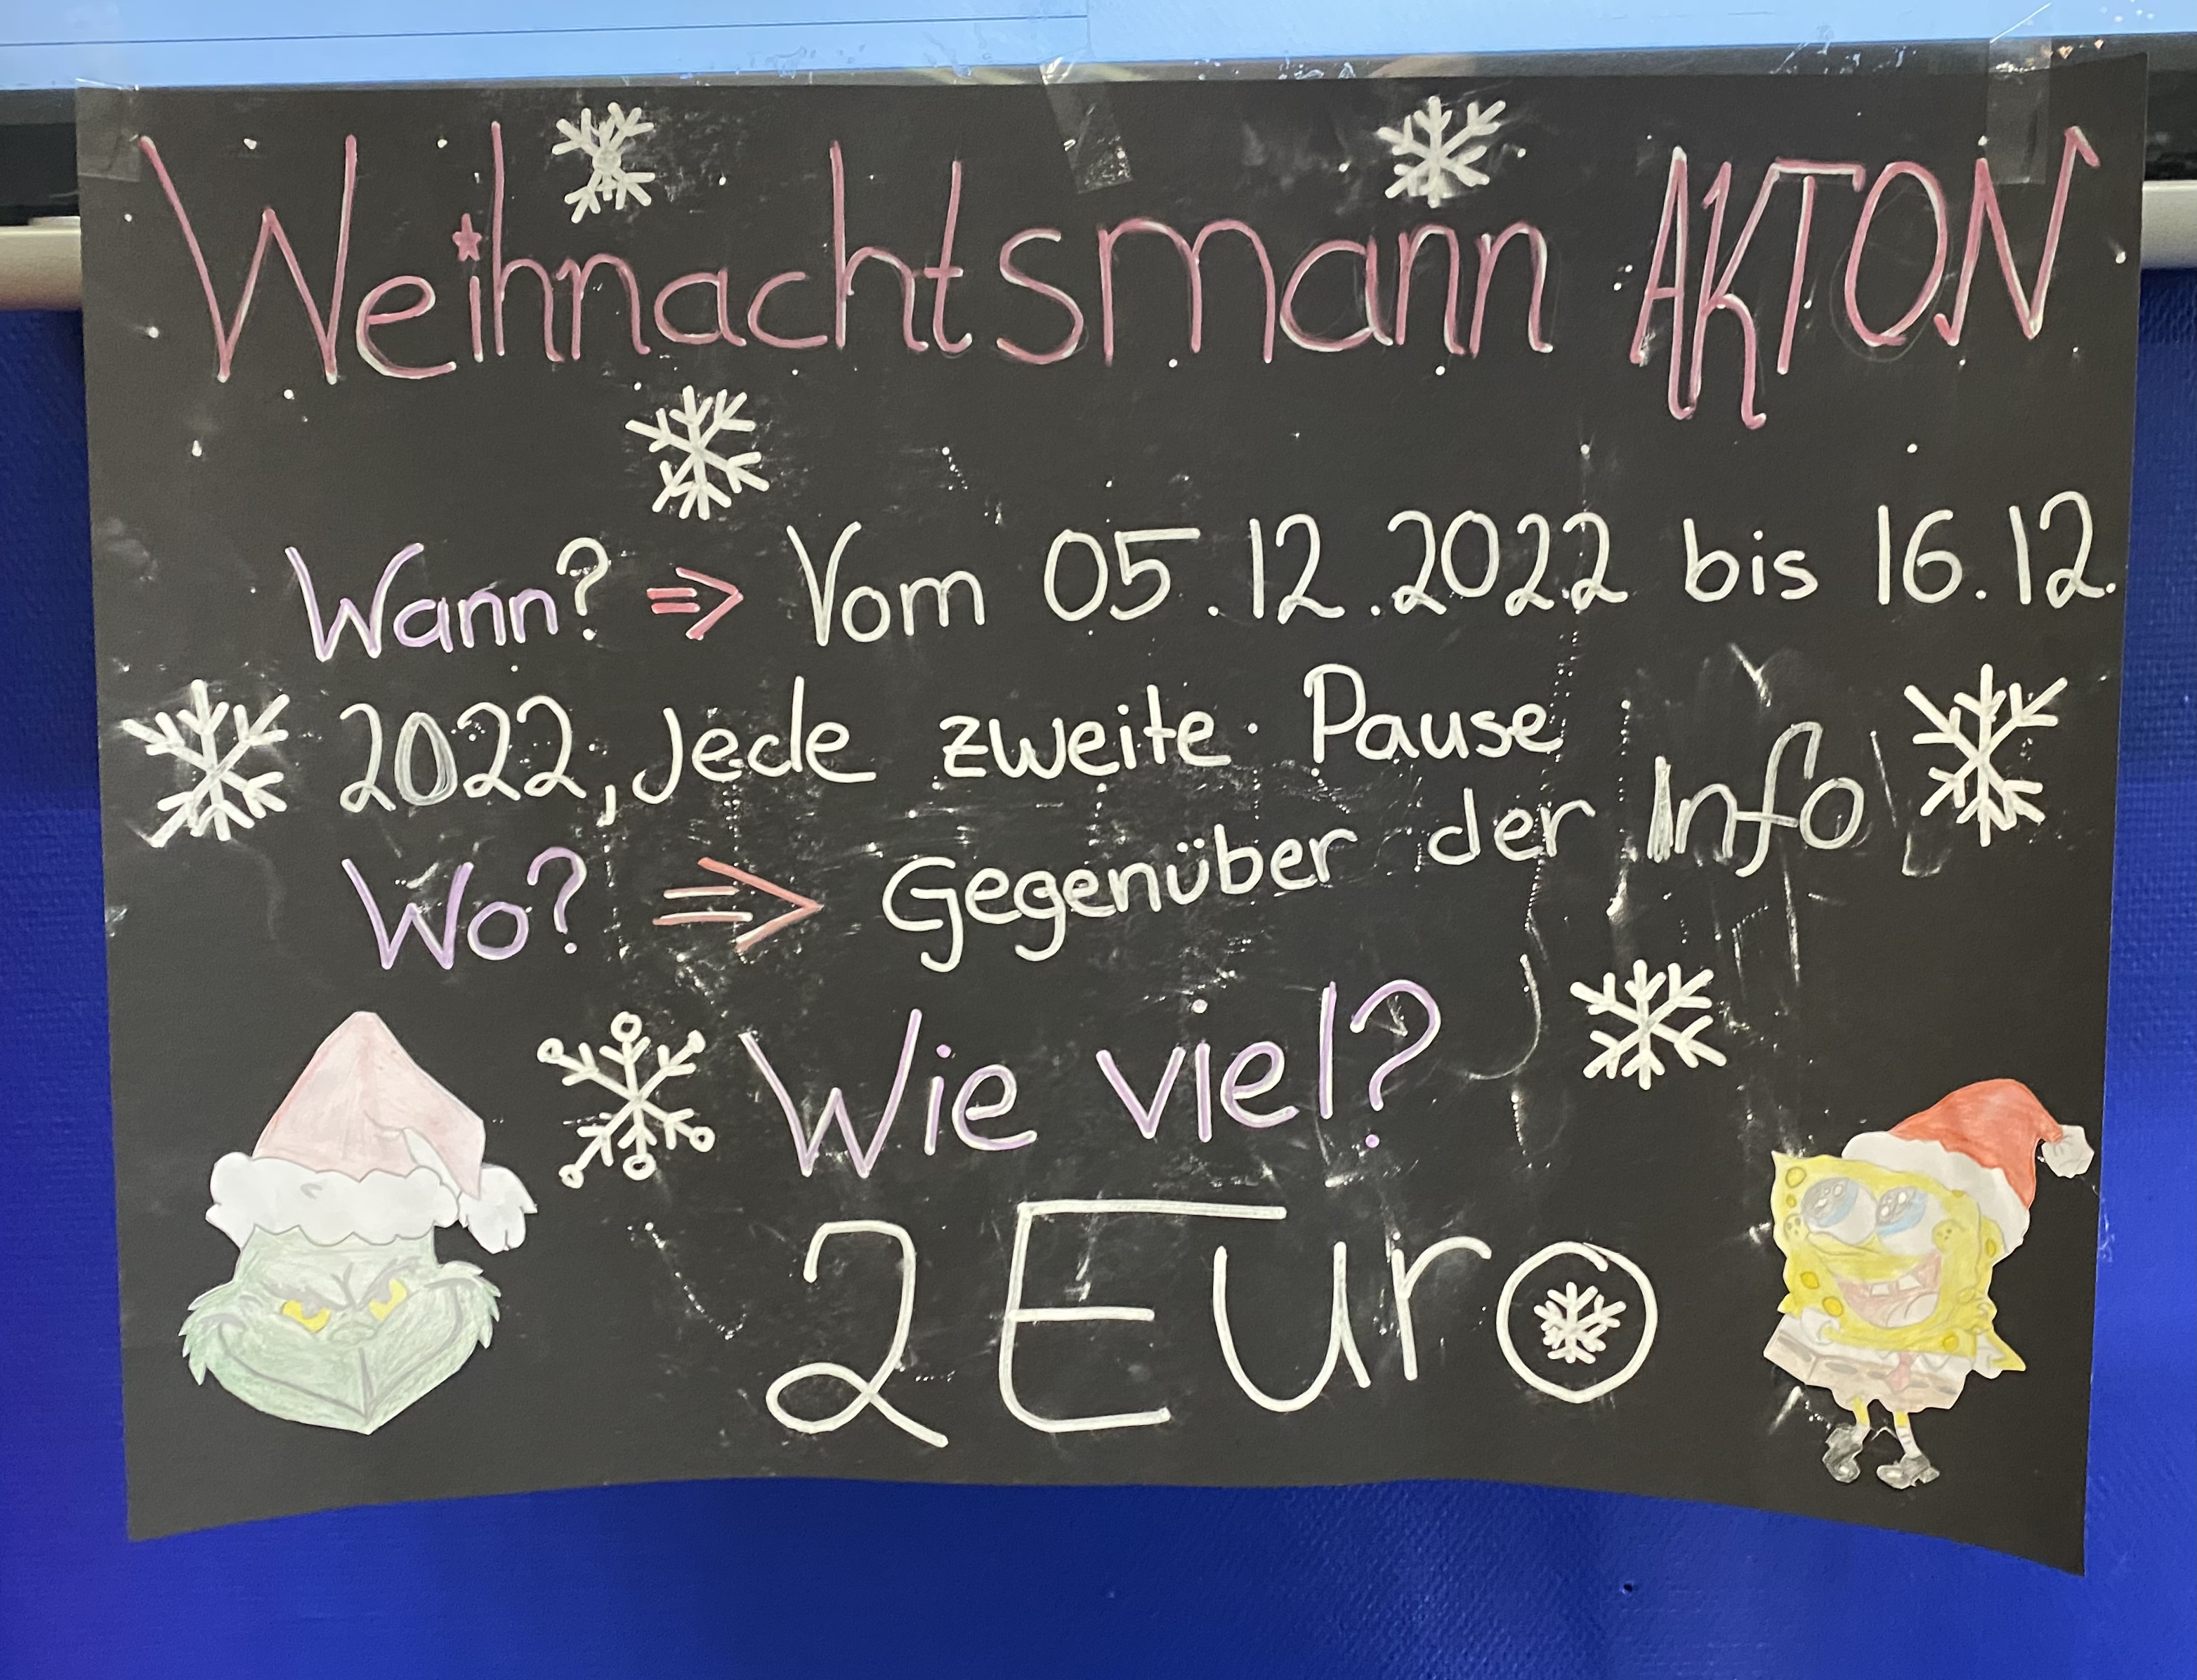 Weihnachtsmann AKTON
Wann? ⇒ Vom 05.12.2022 bis 16.12.
2022, Jede zweite Pause
Wo? ⇒ Gegenüber der Info
Wie viel?
2 Euro